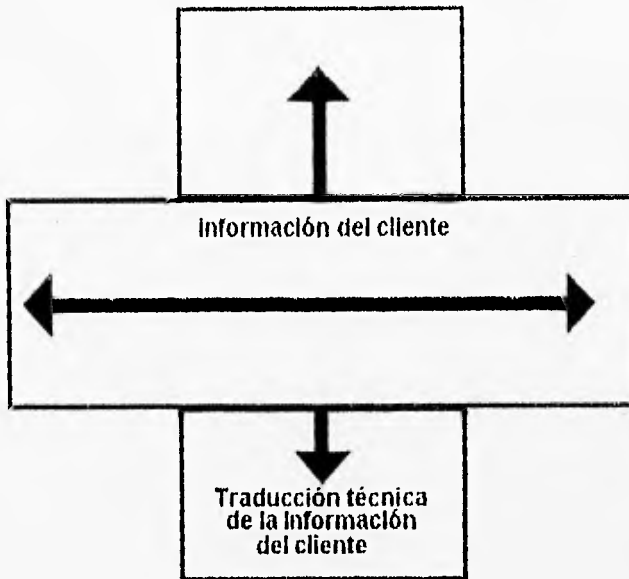 Información del cliente
Traducción técnica
de la Información
del cliente